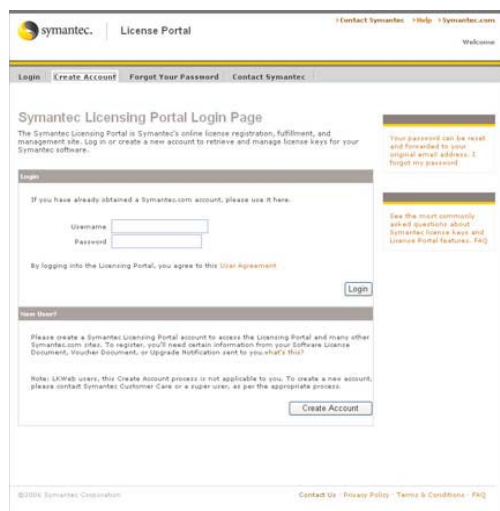 Contact Symantec Help Symantec.com
symantec. License Portal
Welcome
Login Create Account Forgot Your Password Contact Symantec
Symantec Licensing Portal Login Page
The Symantec Licensing Portal is Symantec's online license registration, fulfillment, and
management site. Log in or create a new account to retrieve and manage license keys for your
Symantec software.
Login
If you have already obtained a Symantec.com account, please use it here.
Username
Password
By logging into the Licensing Portal, you agree to this User Agreement
Login
New User?
Please create a Symantec Licensing Portal account to access the Licensing Portal and many other
Symantec.com sites. To register, you'll need certain information from your Software License
Document, Voucher Document, or Upgrade Notification sent to you.what's this?
Note: LKWeb users, this Create Account process is not applicable to you. To create a new account,
please contact Symantec Customer Care or a super user, as per the appropriate process.
Create Account
Your password can be reset
and forwarded to your
original email address. I
forgot my password
See the most commonly
asked questions about
Symantec license keys and
License Portal features. FAQ
©2006 Symantec Corporation
Contact Us · Privacy Policy · Terms & Conditions · FAQ